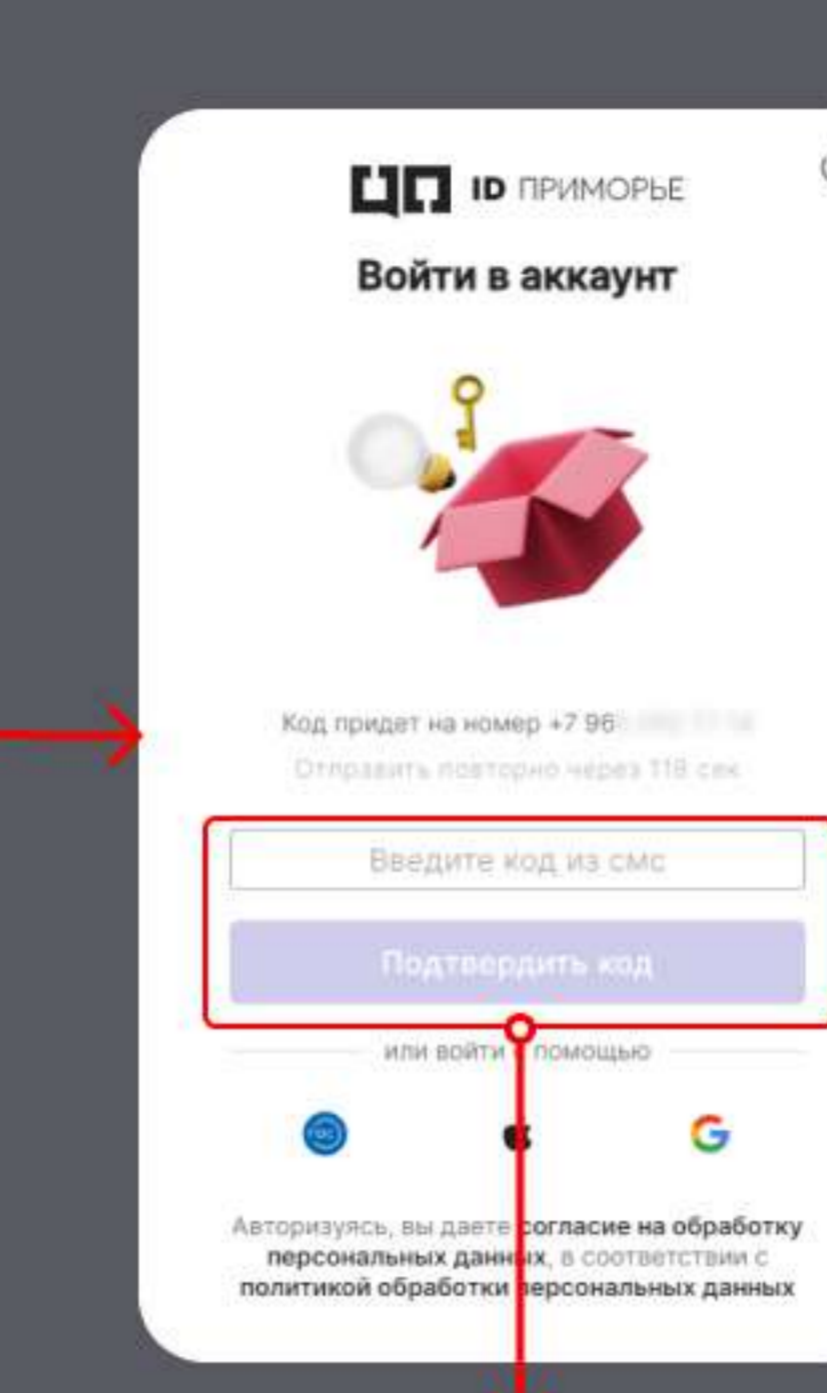 ЦП ID ПРИМОРЬЕ
Войти в аккаунт
Код придет на номер +7 96
Отправить повторно через 118 сек
Введите код из смс
Подтвердить код
или войти помощью
Авторизуясь, вы даете согласие на обработку
персональных данных, в соответствии с
политикой обработки персональных данных